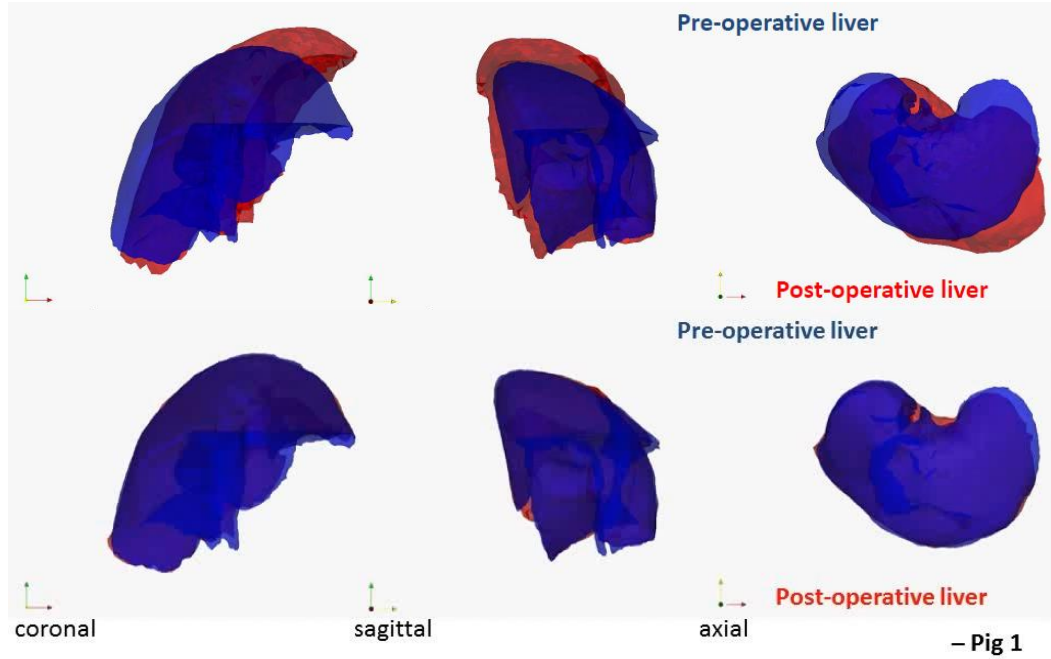 Pre-operative liver
Post-operative liver
Pre-operative liver
Post-operative liver
coronal sagittal axial
– Pig 1